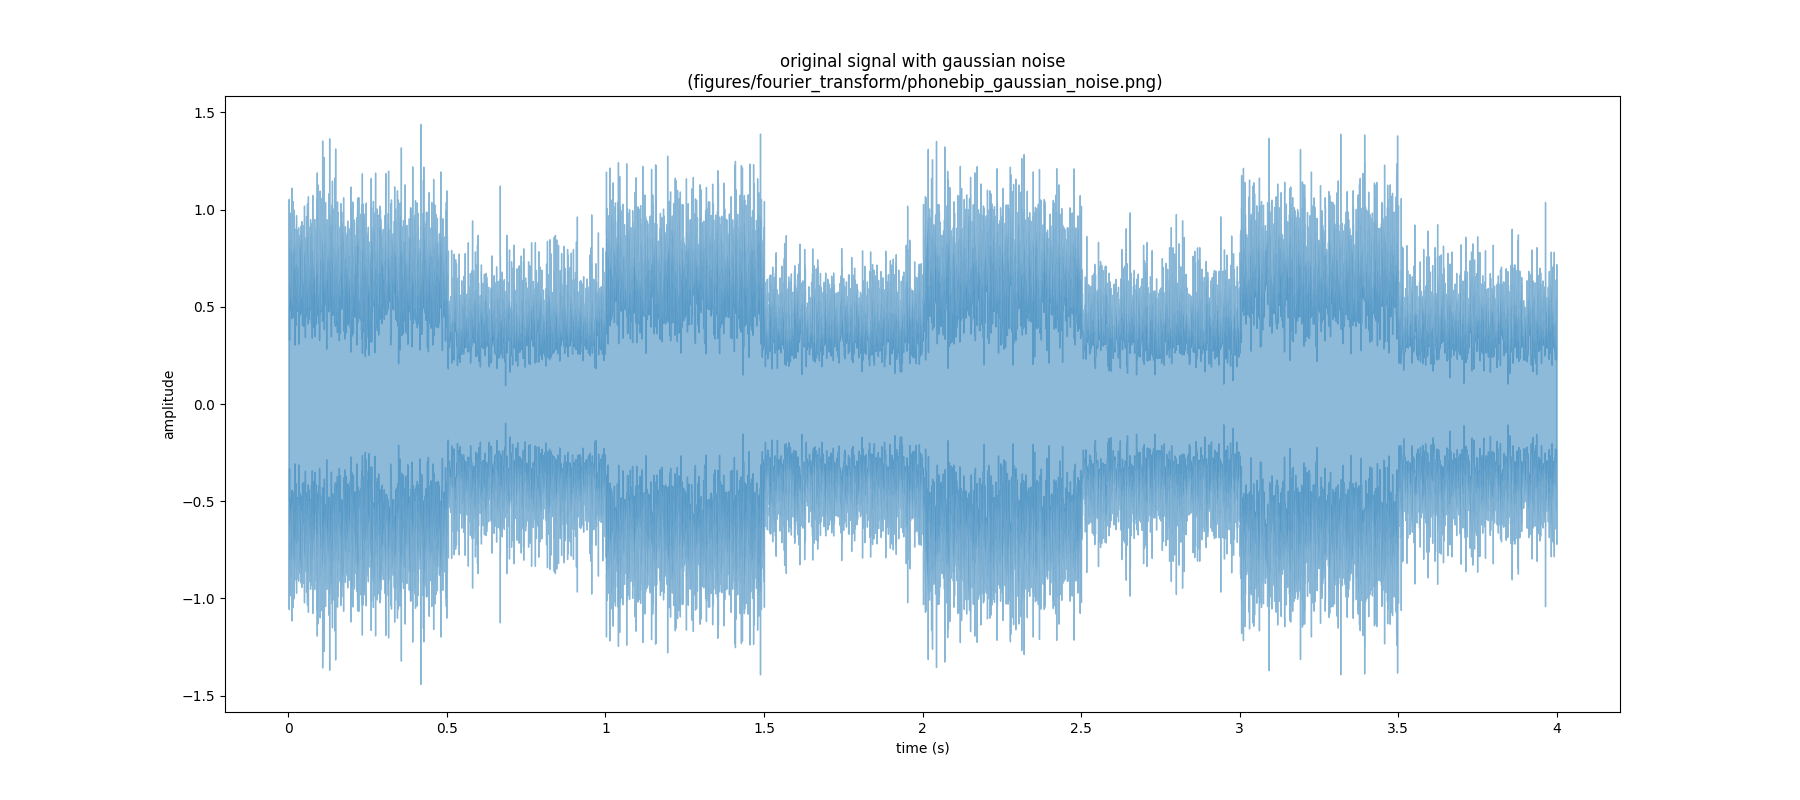 original signal with gaussian noise
(figures/fourier_transform/phonebip_gaussian_noise.png)
1.5
1.0
0.5
0.0
−0.5
−1.0
−1.5
amplitude
0 0.5 1 1.5 2 2.5 3 3.5 4
time (s)